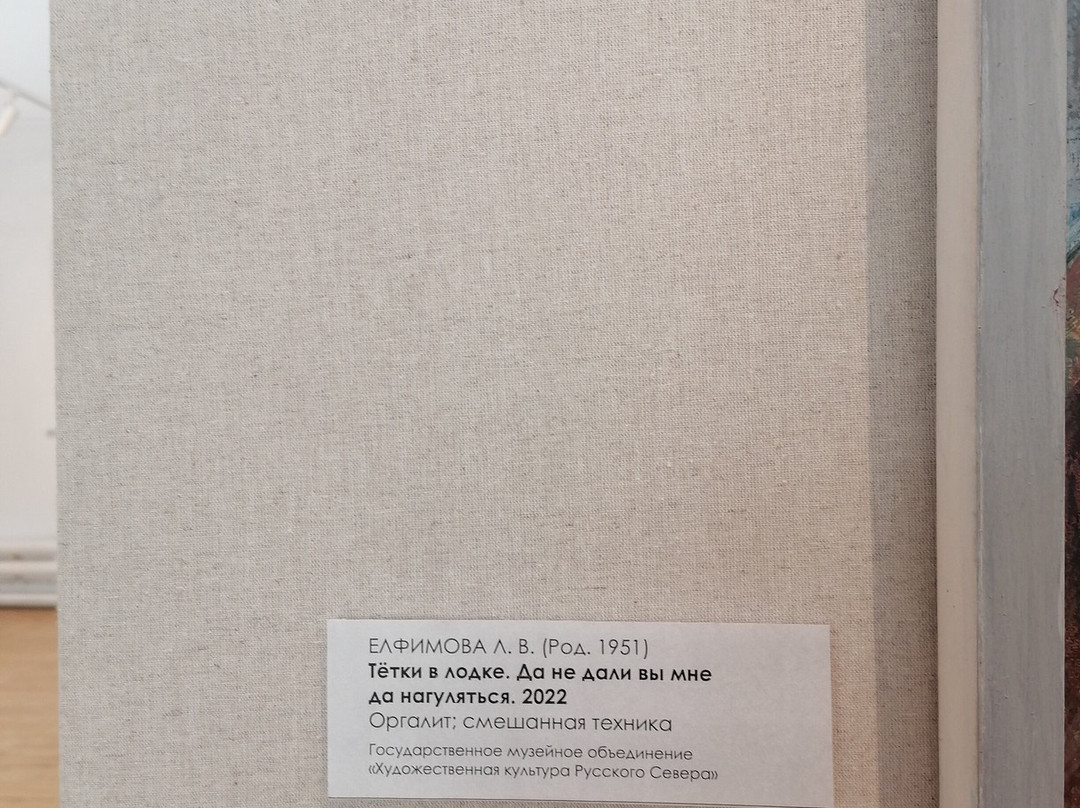 ЕЛФИМОВА Л. В. (Род. 1951)
Тётки в лодке. Да не дали вы мне
да нагуляться. 2022
Оргалит; смешанная техника
Государственное музейное объединение
«Художественная культура Русского Севера»